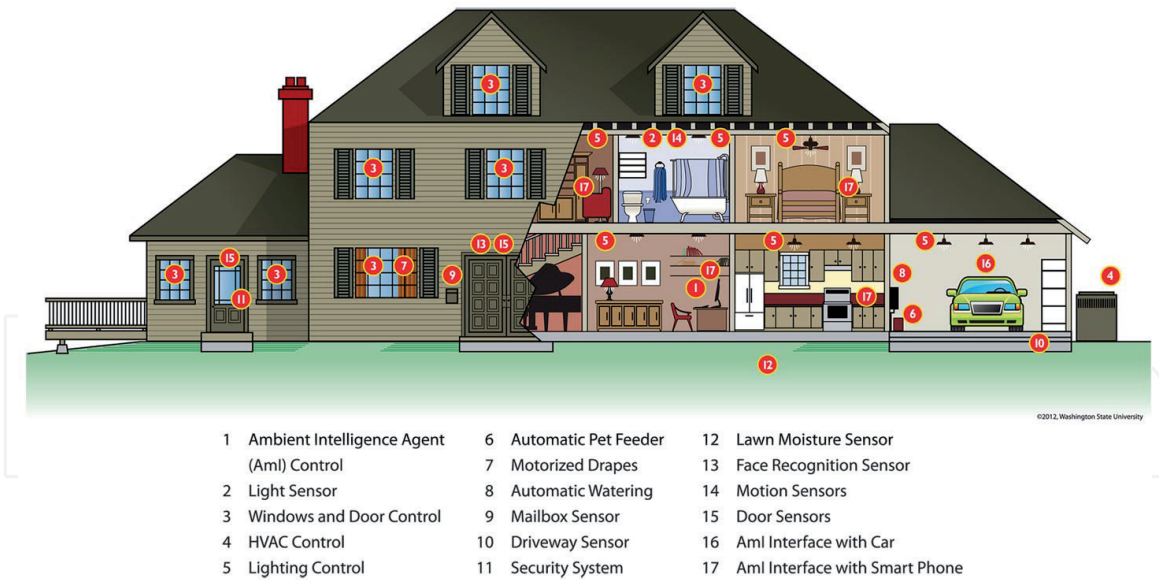 3 3
5 2 14 5 5
3 3
17 17
13 15 5 5 5
15
3 3 3 7 9 17 8 16 4
11 1 17 6
10
12
©2012, Washington State University
1 Ambient Intelligence Agent
(AmI) Control
2 Light Sensor
3 Windows and Door Control
4 HVAC Control
5 Lighting Control
6 Automatic Pet Feeder
7 Motorized Drapes
8 Automatic Watering
9 Mailbox Sensor
10 Driveway Sensor
11 Security System
12 Lawn Moisture Sensor
13 Face Recognition Sensor
14 Motion Sensors
15 Door Sensors
16 AmI Interface with Car
17 AmI Interface with Smart Phone